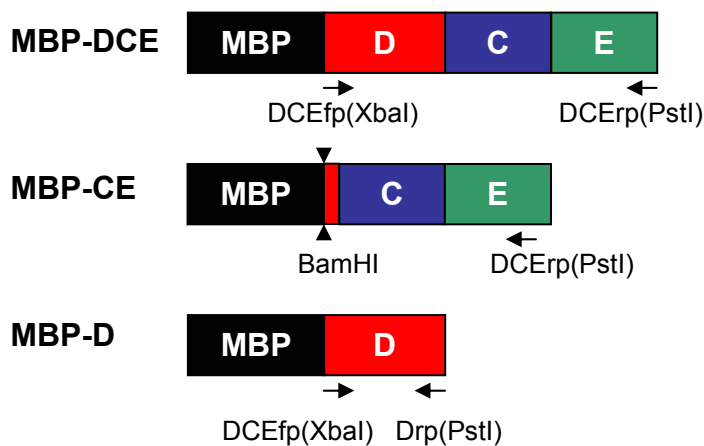 MBP-DCE MBP D C E
DCEfp(XbaI) DCErp(PstI)
MBP-CE MBP C E
BamHI DCErp(PstI)
MBP-D MBP D
DCEfp(XbaI) Drp(PstI)